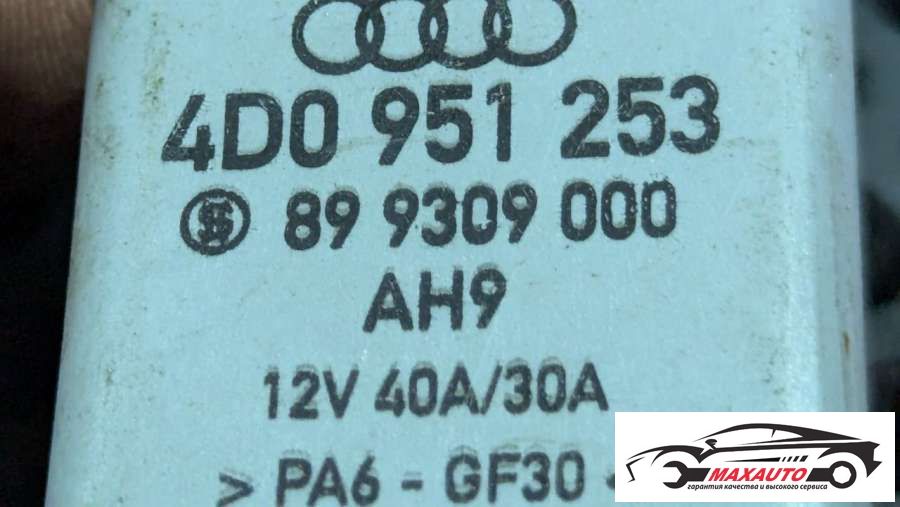 4D0 951 253
89 9309 000
AH9
12V 40A/30A
> PA6 - GF30 <
MAXAUTO
гарантия качества и высокого сервиса